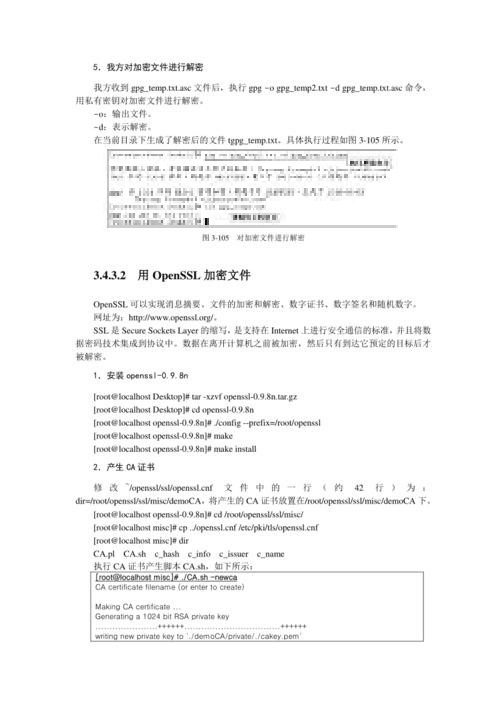 5．我方对加密文件进行解密
我方收到 gpg_temp.txt.asc 文件后，执行 gpg –o gpg_temp2.txt –d gpg_temp.txt.asc 命令，
用私有密钥对加密文件进行解密。
–o：输出文件。
–d：表示解密。
在当前目录下生成了解密后的文件 tgpg_temp.txt。具体执行过程如图 3-105 所示。
图 3-105 对加密文件进行解密
3.4.3.2 用 OpenSSL 加密文件
OpenSSL 可以实现消息摘要、文件的加密和解密、数字证书、数字签名和随机数字。
网址为：http://www.openssl.org/。
SSL 是 Secure Sockets Layer 的缩写，是支持在 Internet 上进行安全通信的标准，并且将数
据密码技术集成到协议中。数据在离开计算机之前被加密，然后只有到达它预定的目标后才
被解密。
1．安装 openssl-0.9.8n
[root@localhost Desktop]# tar -xzvf openssl-0.9.8n.tar.gz
[root@localhost Desktop]# cd openssl-0.9.8n
[root@localhost openssl-0.9.8n]# ./config --prefix=/root/openssl
[root@localhost openssl-0.9.8n]# make
[root@localhost openssl-0.9.8n]# make install
2．产生 CA 证书
修改 ~/openssl/ssl/openssl.cnf 文件中的一行（约 42 行）为：
dir=/root/openssl/ssl/misc/demoCA，将产生的 CA 证书放置在/root/openssl/ssl/misc/demoCA 下。
[root@localhost openssl-0.9.8n]# cd /root/openssl/ssl/misc/
[root@localhost misc]# cp ../openssl.cnf /etc/pki/tls/openssl.cnf
[root@localhost misc]# dir
CA.pl CA.sh c_hash c_info c_issuer c_name
执行 CA 证书产生脚本 CA.sh，如下所示：
[root@localhost misc]# ./CA.sh -newca
CA certificate filename (or enter to create)
Making CA certificate ...
Generating a 1024 bit RSA private key
......................++++++..................................++++++
writing new private key to './demoCA/private/./cakey.pem'